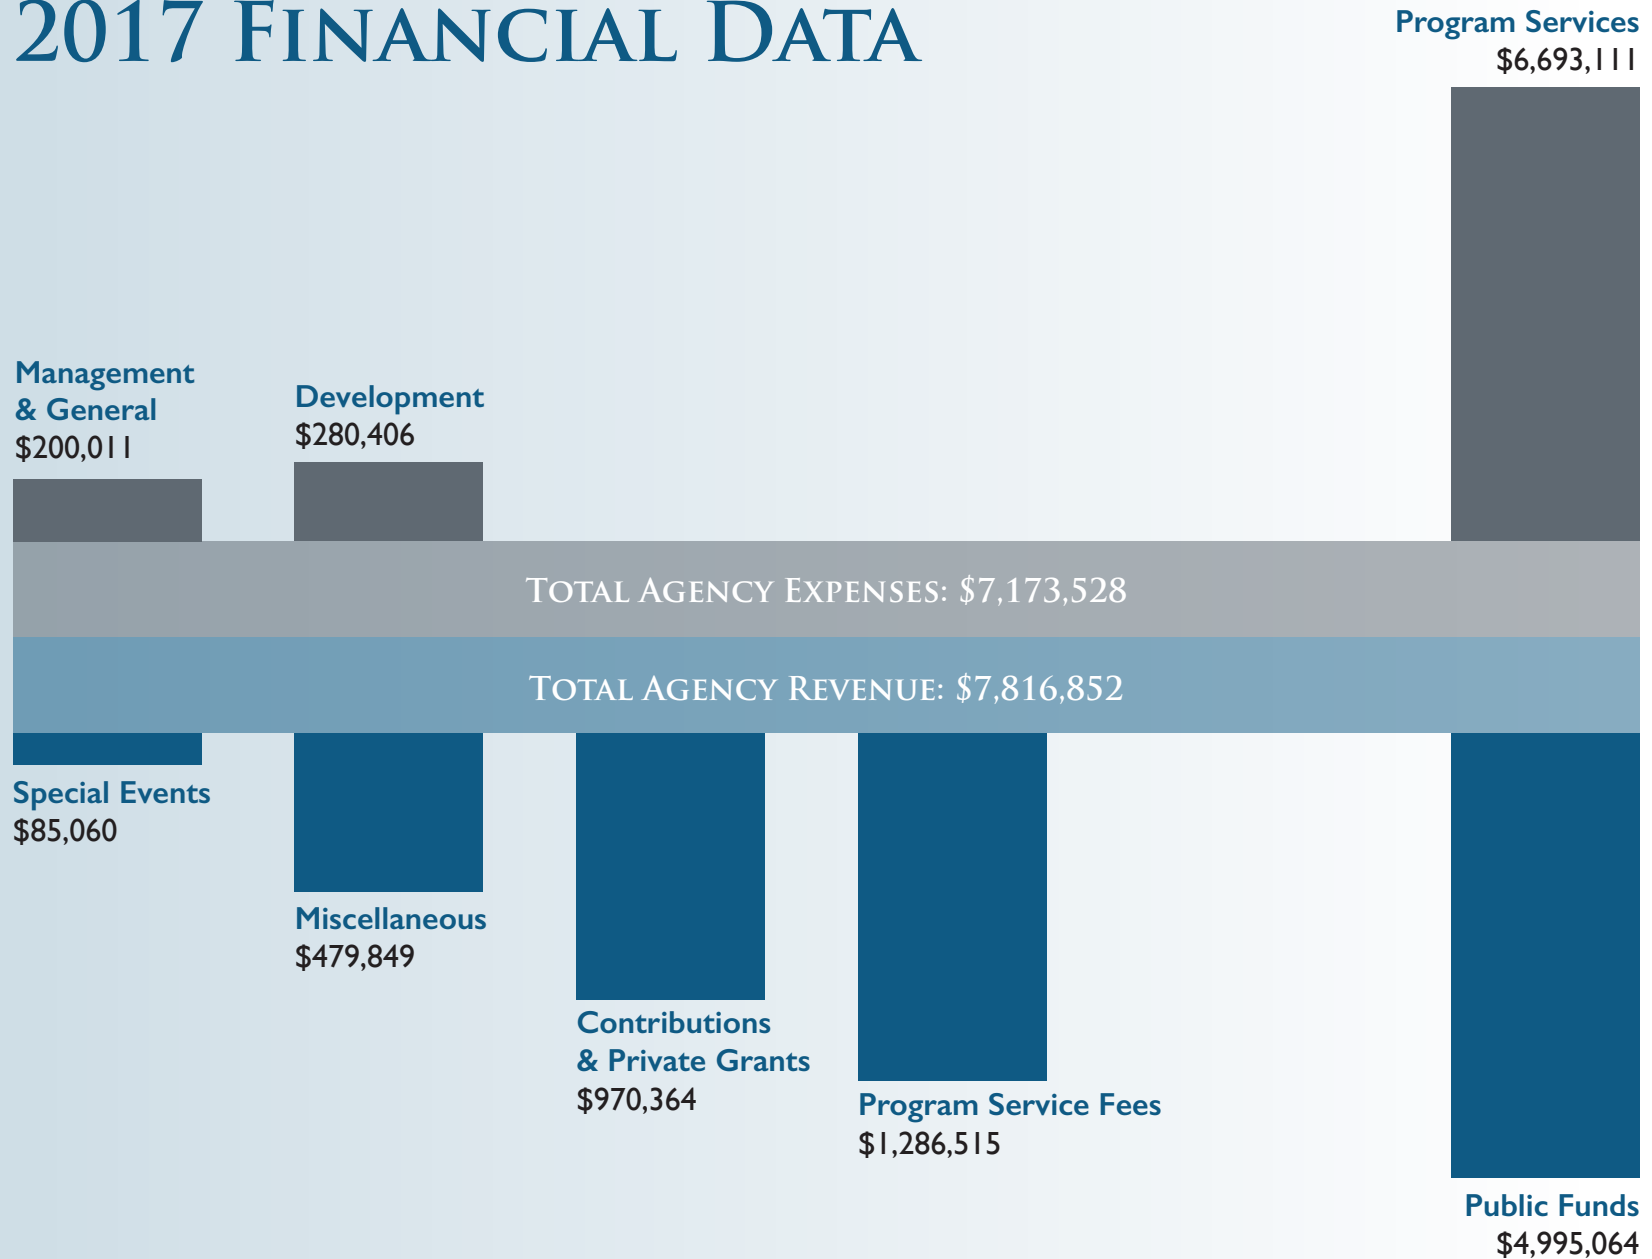 2017 Financial Data
Program Services
$6,693,111
Management
& General
$200,011
Development
$280,406
Total Agency Expenses: $7,173,528
Total Agency Revenue: $7,816,852
Special Events
$85,060
Miscellaneous
$479,849
Contributions
& Private Grants
$970,364
Program Service Fees
$1,286,515
Public Funds
$4,995,064